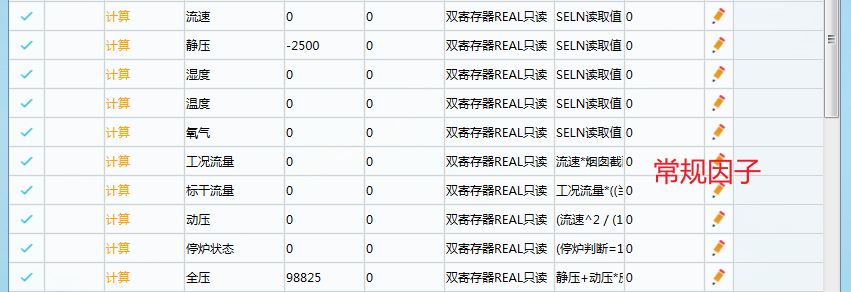 计算 流速 0 0 双寄存器REAL只读 SELN读取值 0
计算 静压 -2500 0 双寄存器REAL只读 SELN读取值 0
计算 湿度 0 0 双寄存器REAL只读 SELN读取值 0
计算 温度 0 0 双寄存器REAL只读 SELN读取值 0
计算 氧气 0 0 双寄存器REAL只读 SELN读取值 0
计算 工况流量 0 0 双寄存器REAL只读 流速*烟囱截 0
常规因子
计算 标干流量 0 0 双寄存器REAL只读 工况流量*(( 0
计算 动压 0 0 双寄存器REAL只读 (流速^2 / (1 0
计算 停炉状态 0 0 双寄存器REAL只读 (停炉判断=1 0
计算 全压 98825 0 双寄存器REAL只读 静压+动压* 0